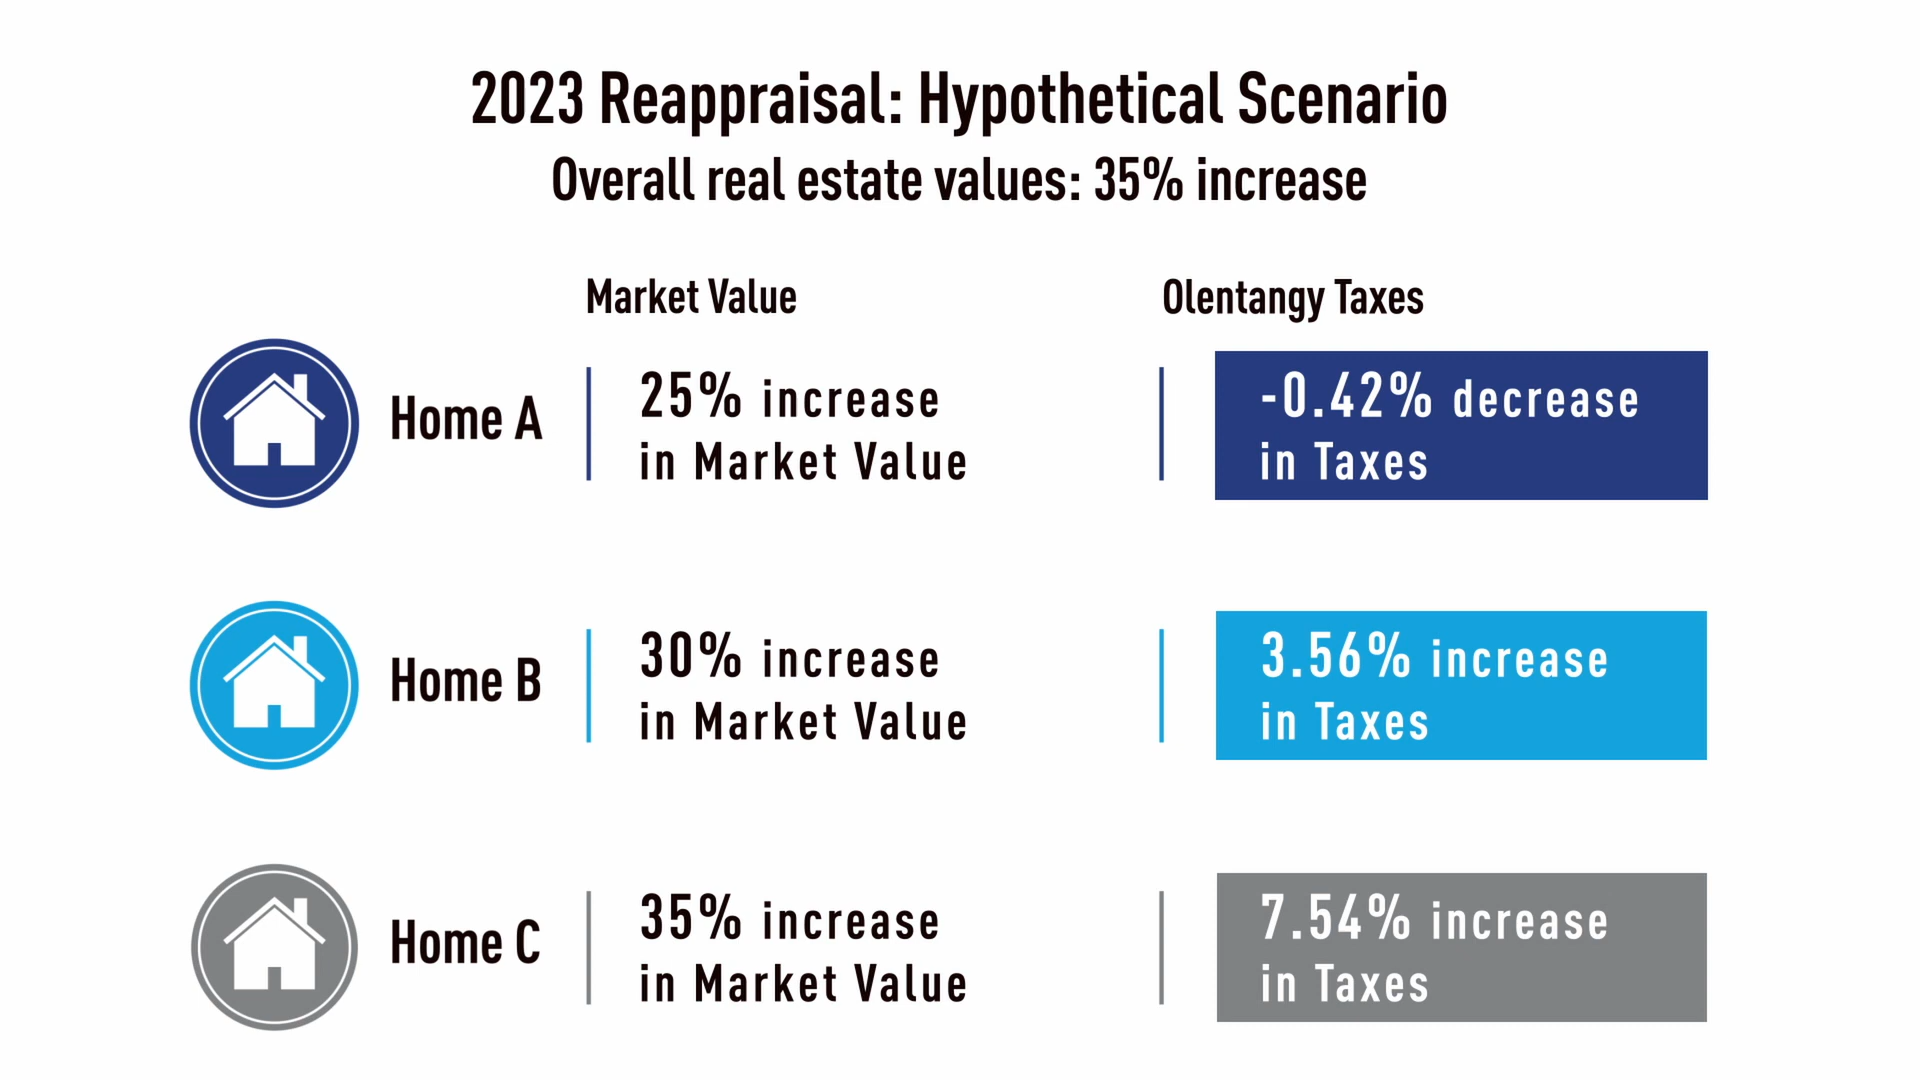 2023 Reappraisal: Hypothetical Scenario
Overall real estate values: 35% increase
Market Value
Olentangy Taxes
Home A
25% increase
in Market Value
-0.42% decrease
in Taxes
Home B
30% increase
in Market Value
3.56% increase
in Taxes
Home C
35% increase
in Market Value
7.54% increase
in Taxes